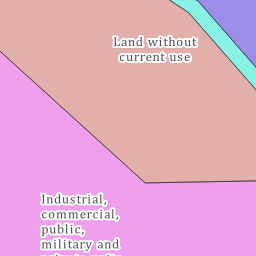 Land without
current use
Industrial,
commercial,
public,
military and